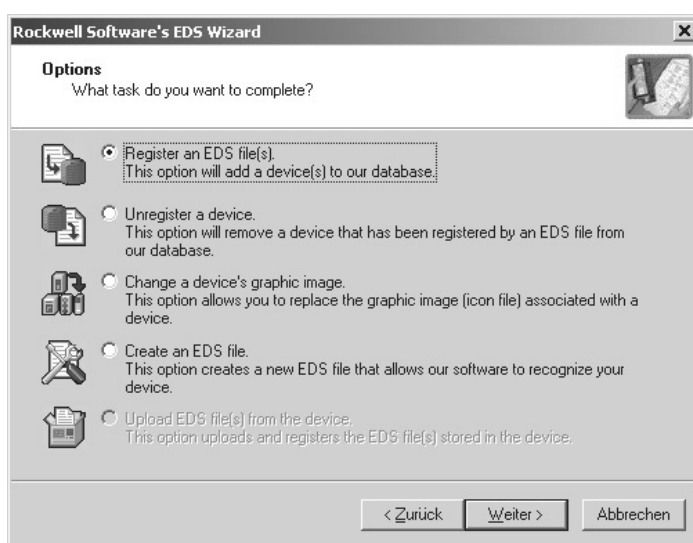 Rockwell Software's EDS Wizard
Options
What task do you want to complete?
Register an EDS file(s).
This option will add a device(s) to our database.
Unregister a device.
This option will remove a device that has been registered by an EDS file from
our database.
Change a device's graphic image.
This option allows you to replace the graphic image (icon file) associated with a
device.
Create an EDS file.
This option creates a new EDS file that allows our software to recognize your
device.
Upload EDS file(s) from the device.
This option uploads and registers the EDS file(s) stored in the device.
< Zurück Weiter > Abbrechen